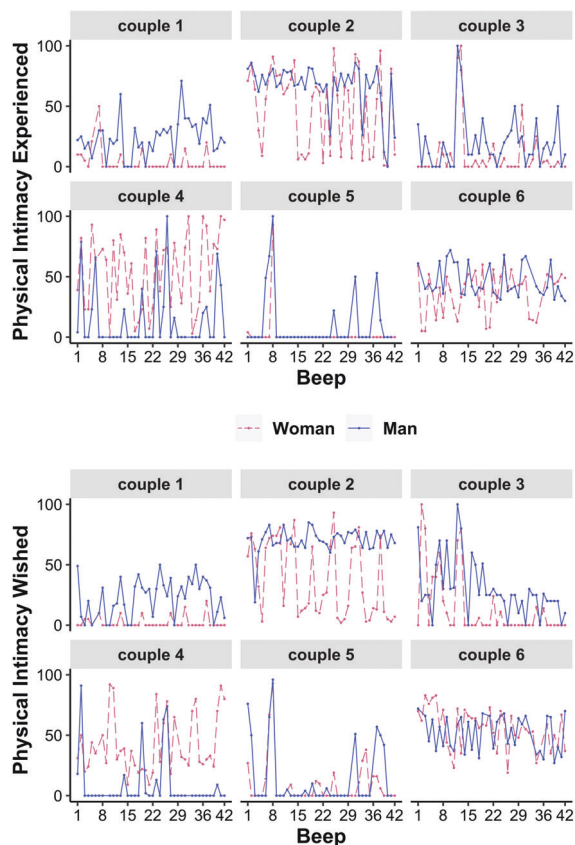 couple 1 couple 2 couple 3
Physical Intimacy Experienced
100
50
0
couple 4 couple 5 couple 6
100
50
0
1 8 15 22 29 36 42 1 8 15 22 29 36 42 1 8 15 22 29 36 42
Beep
Woman Man
couple 1 couple 2 couple 3
Physical Intimacy Wished
100
50
0
couple 4 couple 5 couple 6
100
50
0
1 8 15 22 29 36 42 1 8 15 22 29 36 42 1 8 15 22 29 36 42
Beep